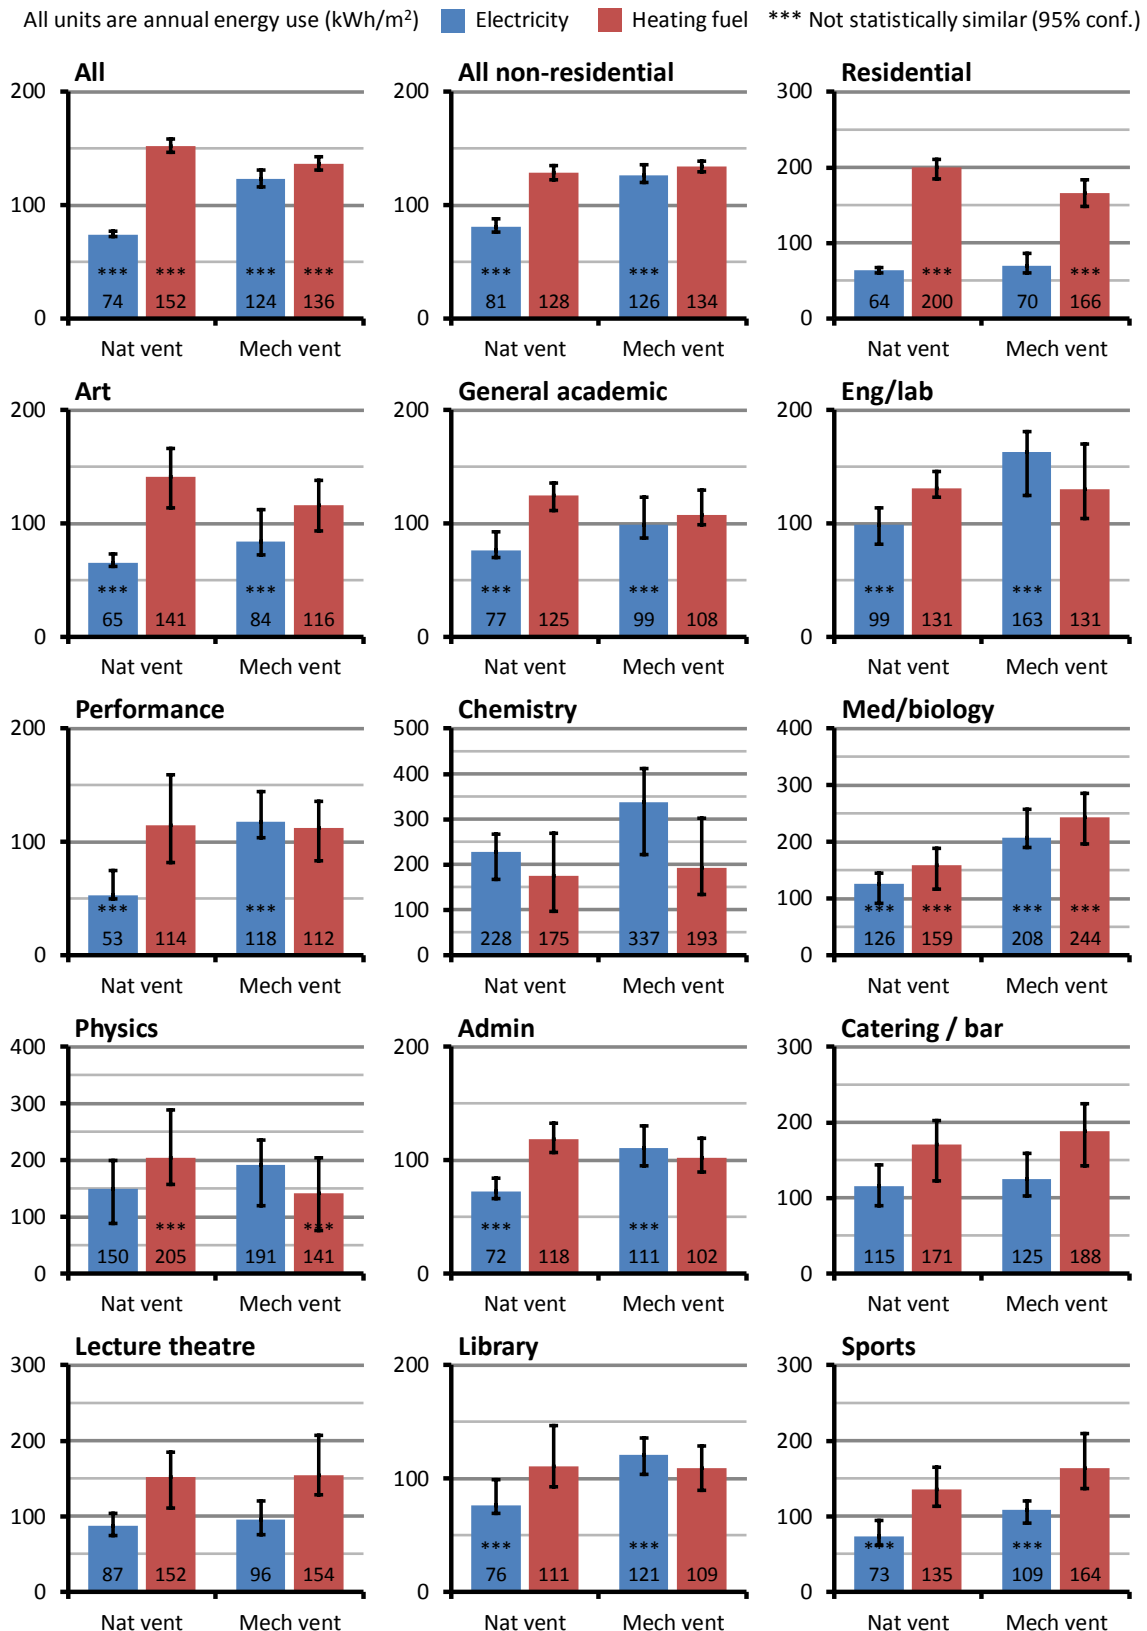 All units are annual energy use (kWh/m²) Electricity Heating fuel *** Not statistically similar (95% conf.)
All All non-residential Residential
200 200 300
200
100 100
100
*** *** *** *** *** *** *** ***
74 152 124 136 81 128 126 134 64 200 70 166
0 0 0
Nat vent Mech vent Nat vent Mech vent Nat vent Mech vent
Art General academic Eng/lab
200 200 200
100 100 100
*** *** *** *** *** ***
65 141 84 116 77 125 99 108 99 131 163 131
0 0 0
Nat vent Mech vent Nat vent Mech vent Nat vent Mech vent
Performance Chemistry Med/biology
200 500 400
400
300
300
100 200
200
100 100
*** *** *** *** *** ***
53 114 118 112 228 175 337 193 126 159 208 244
0 0 0
Nat vent Mech vent Nat vent Mech vent Nat vent Mech vent
Physics Admin Catering / bar
400 200 300
300
200
200 100
100 100
*** *** *** ***
150 205 191 141 72 118 111 102 115 171 125 188
0 0 0
Nat vent Mech vent Nat vent Mech vent Nat vent Mech vent
Lecture theatre Library Sports
300 200 300
200 200
100
100 100
*** *** *** ***
87 152 96 154 76 111 121 109 73 135 109 164
0 0 0
Nat vent Mech vent Nat vent Mech vent Nat vent Mech vent